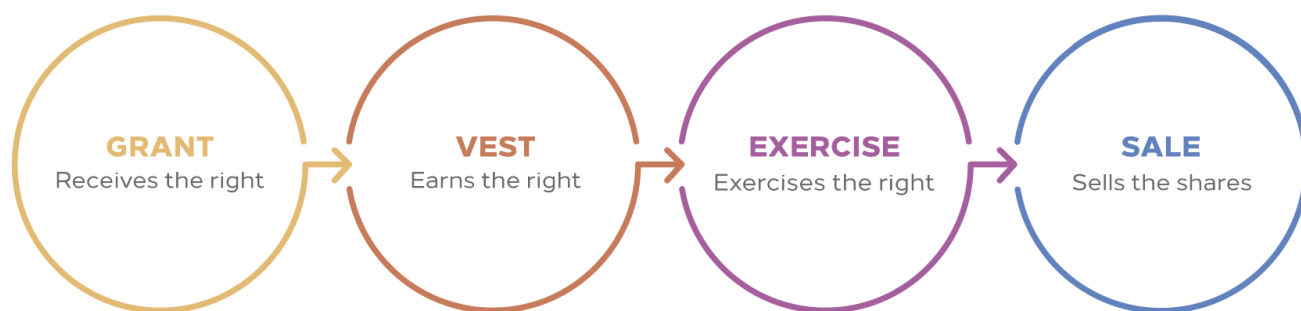 GRANT
Receives the right
VEST
Earns the right
EXERCISE
Exercises the right
SALE
Sells the shares